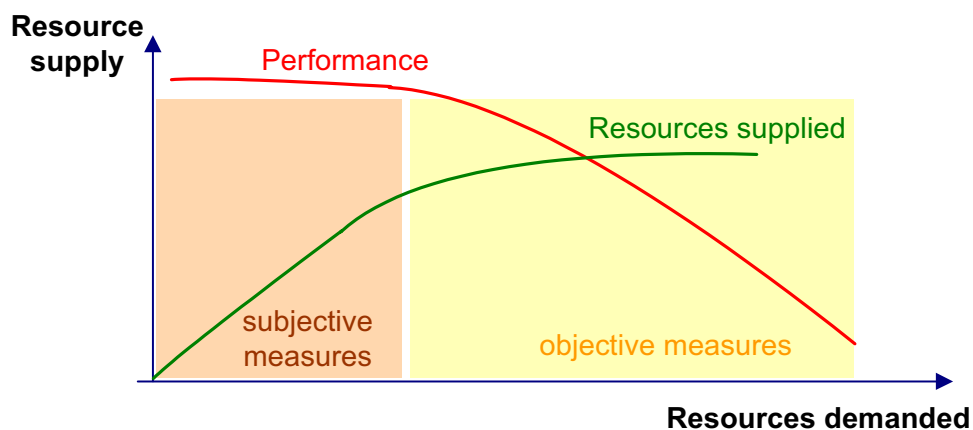 Resource
supply
Performance
Resources supplied
subjective
measures
objective measures
Resources demanded